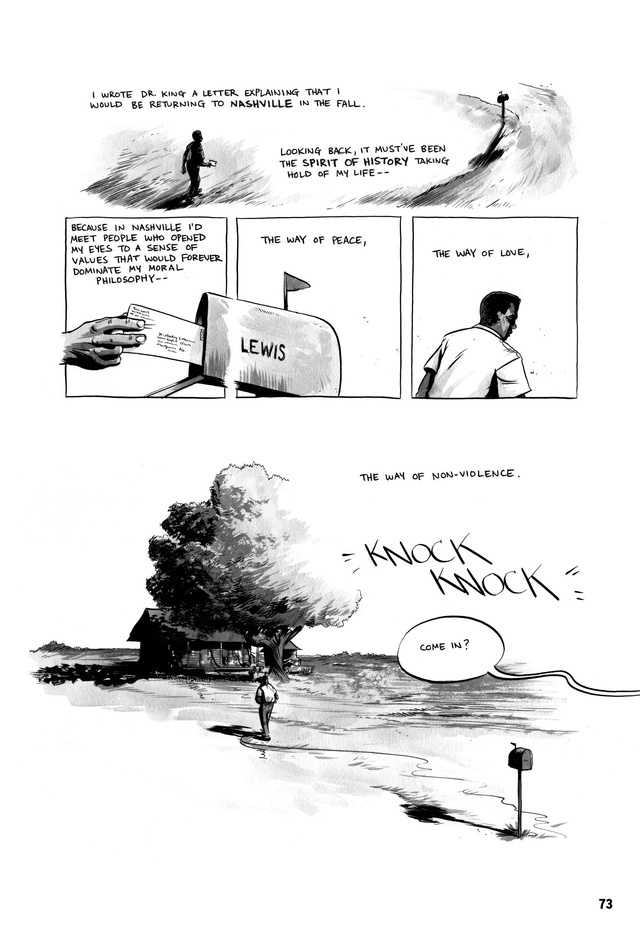 I WROTE DR. KING A LETTER EXPLAINING THAT I
WOULD BE RETURNING TO NASHVILLE IN THE FALL.
LOOKING BACK, IT MUST'VE BEEN
THE SPIRIT OF HISTORY TAKING
HOLD OF MY LIFE--
BECAUSE IN NASHVILLE I'D
MEET PEOPLE WHO OPENED
MY EYES TO A SENSE OF
VALUES THAT WOULD FOREVER
DOMINATE MY MORAL
PHILOSOPHY--
LEWIS
THE WAY OF PEACE,
THE WAY OF LOVE,
THE WAY OF NON-VIOLENCE.
KNOCK
KNOCK
COME IN?
73